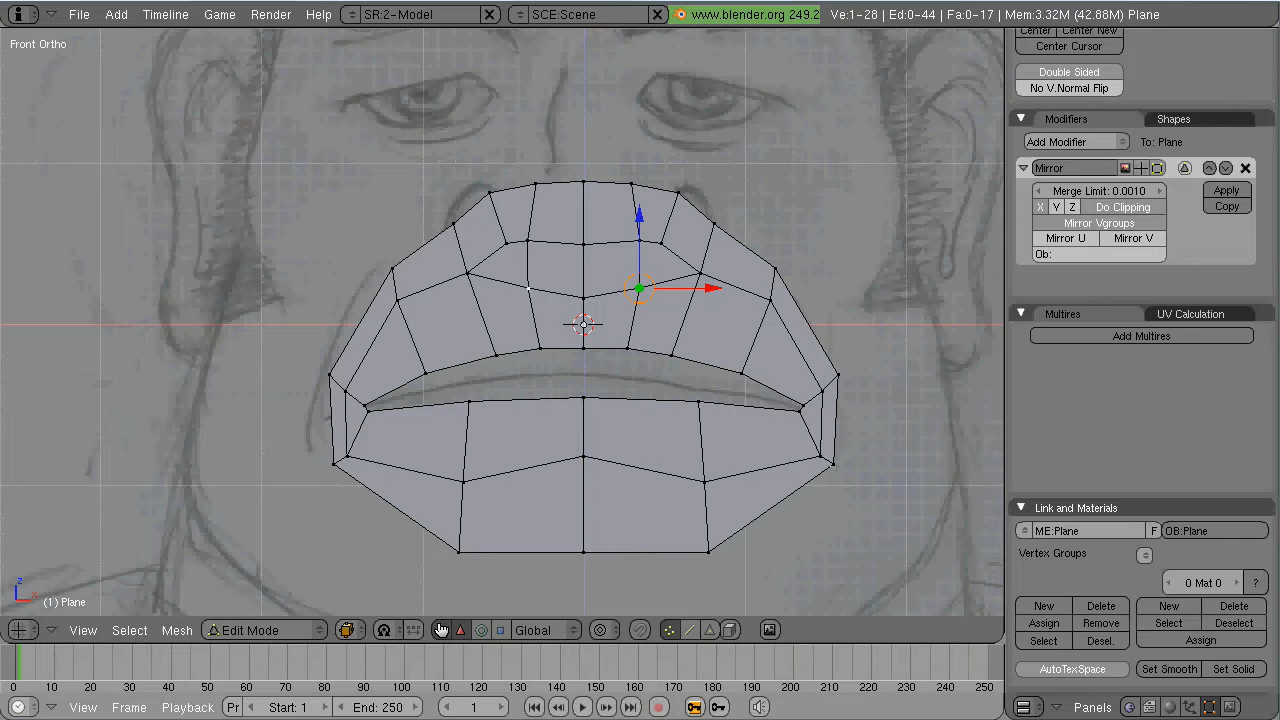 File Add Timeline Game Render Help SR:2-Model SCE:Scene www.blender.org 249.2 Ve:1-28 | Ed:0-44 | Fa:0-17 | Mem:3.32M (42.88M) Plane
Front Ortho
Center Center New
Center Cursor
Double Sided
No V.Normal Flip
Modifiers Shapes
Add Modifier To: Plane
Mirror
Merge Limit: 0.0010 Apply
X Y Z Do Clipping Copy
Mirror Vgroups
Mirror U Mirror V
Ob:
Multires UV Calculation
Add Multires
Link and Materials
ME:Plane F OB:Plane
Vertex Groups
0 Mat 0 ?
New Delete New Delete
Assign Remove Select Deselect
Select Desel. Assign
AutoTexSpace Set Smooth Set Solid
z
x
(1) Plane
View Select Mesh Edit Mode Global
0 10 20 30 40 50 60 70 80 90 100 110 120 130 140 150 160 170 180 190 200 210 220 230 240 250
View Frame Playback Pr Start: 1 End: 250 1 Panels